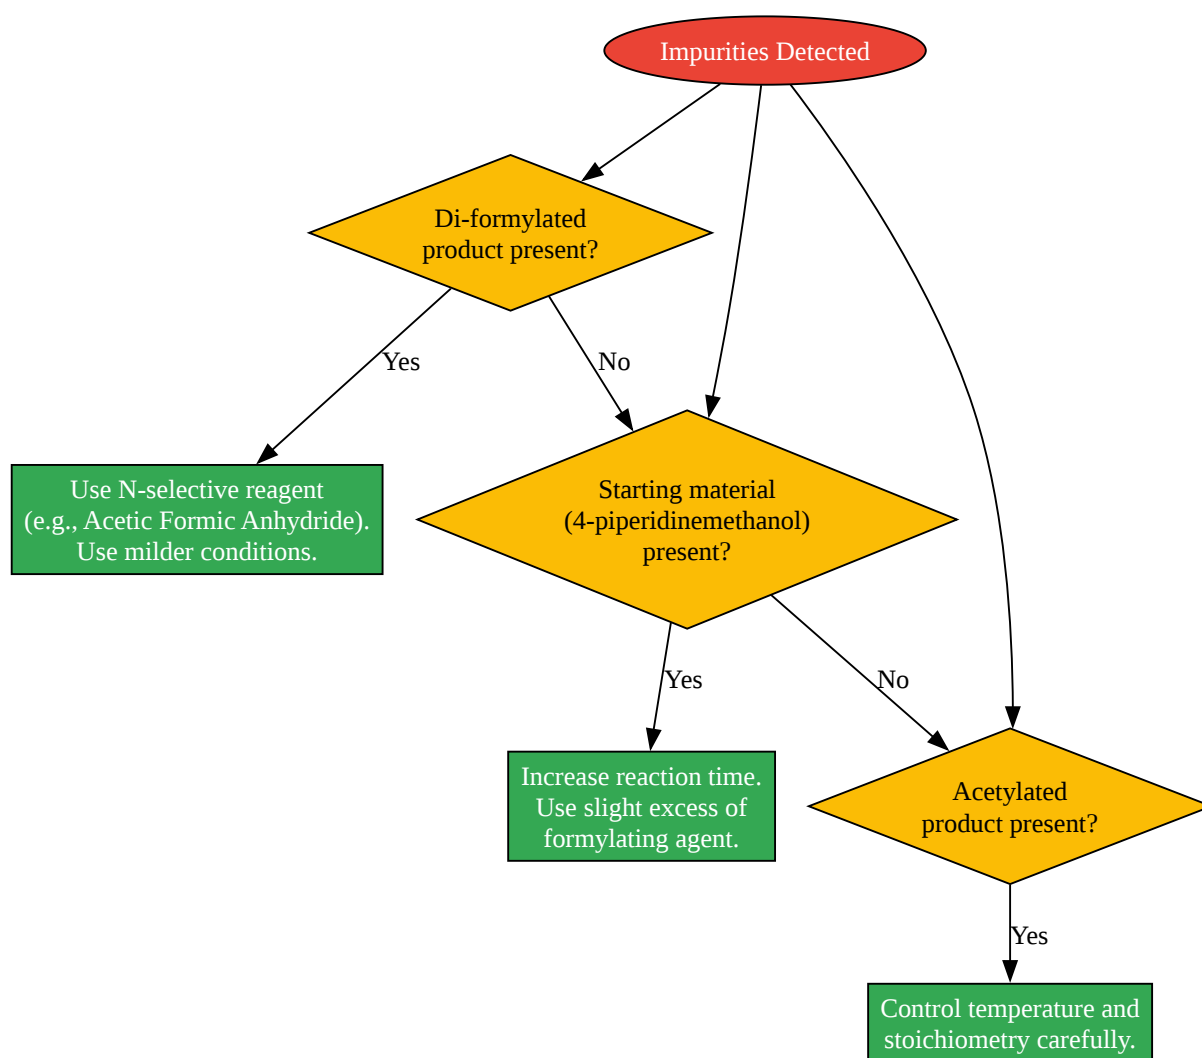 Impurities Detected
Di-formylated
product present?
Yes
No
Use N-selective reagent
(e.g., Acetic Formic Anhydride).
Use milder conditions.
Starting material
(4-piperidinemethanol)
present?
Yes
No
Increase reaction time.
Use slight excess of
formylating agent.
Acetylated
product present?
Yes
Control temperature and
stoichiometry carefully.